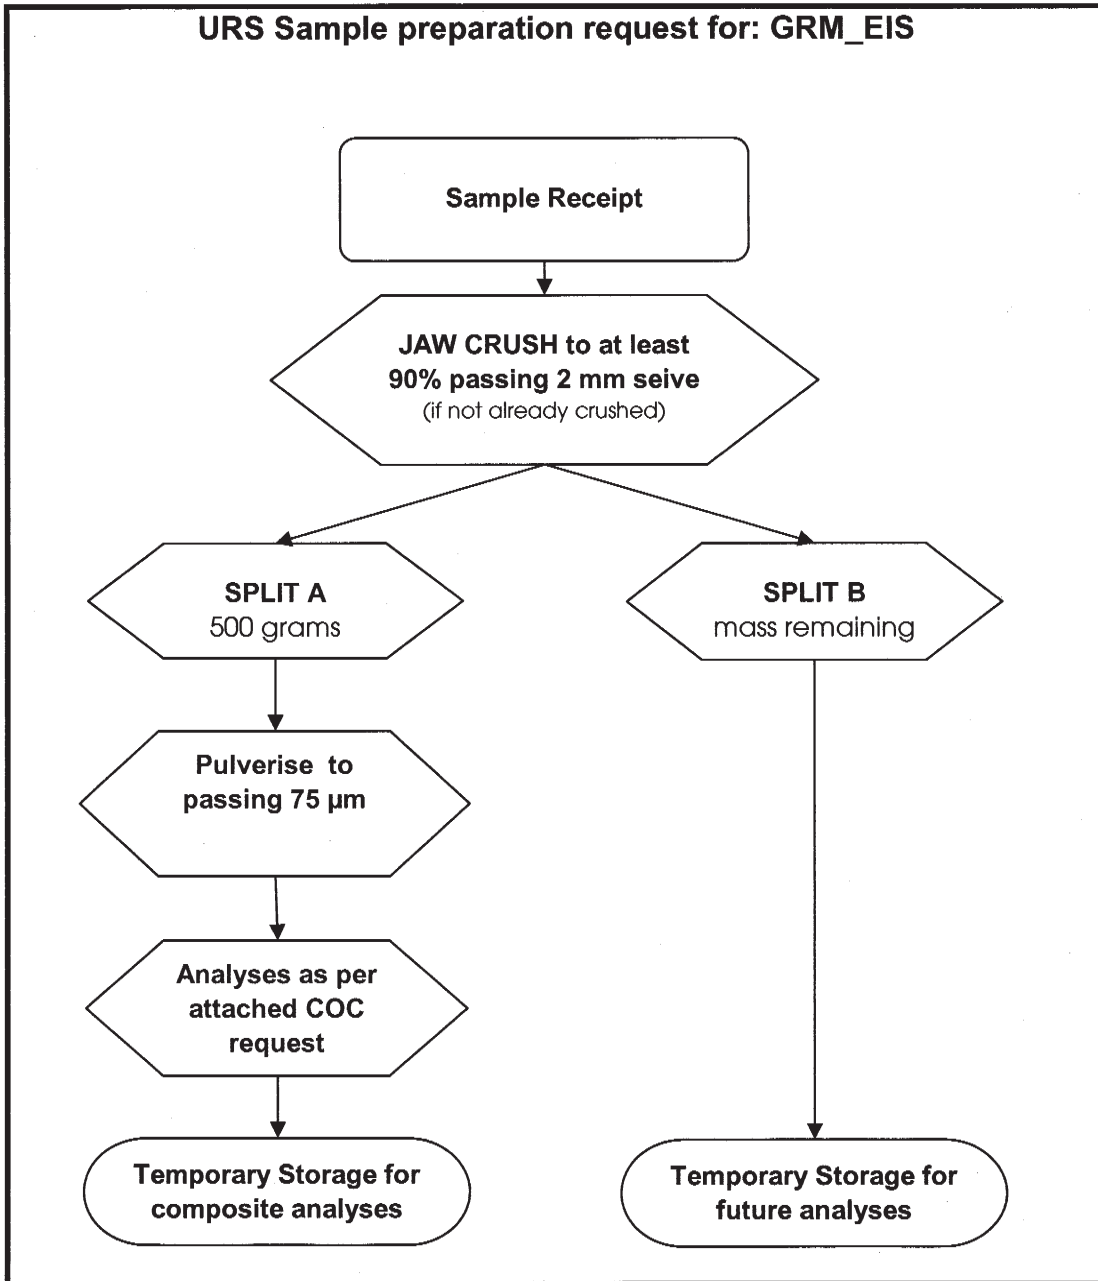 URS Sample preparation request for: GRM_EIS
Sample Receipt
JAW CRUSH to at least
90% passing 2 mm seive
(if not already crushed)
SPLIT A
500 grams
SPLIT B
mass remaining
Pulverise to
passing 75 µm
Analyses as per
attached COC
request
Temporary Storage for
composite analyses
Temporary Storage for
future analyses